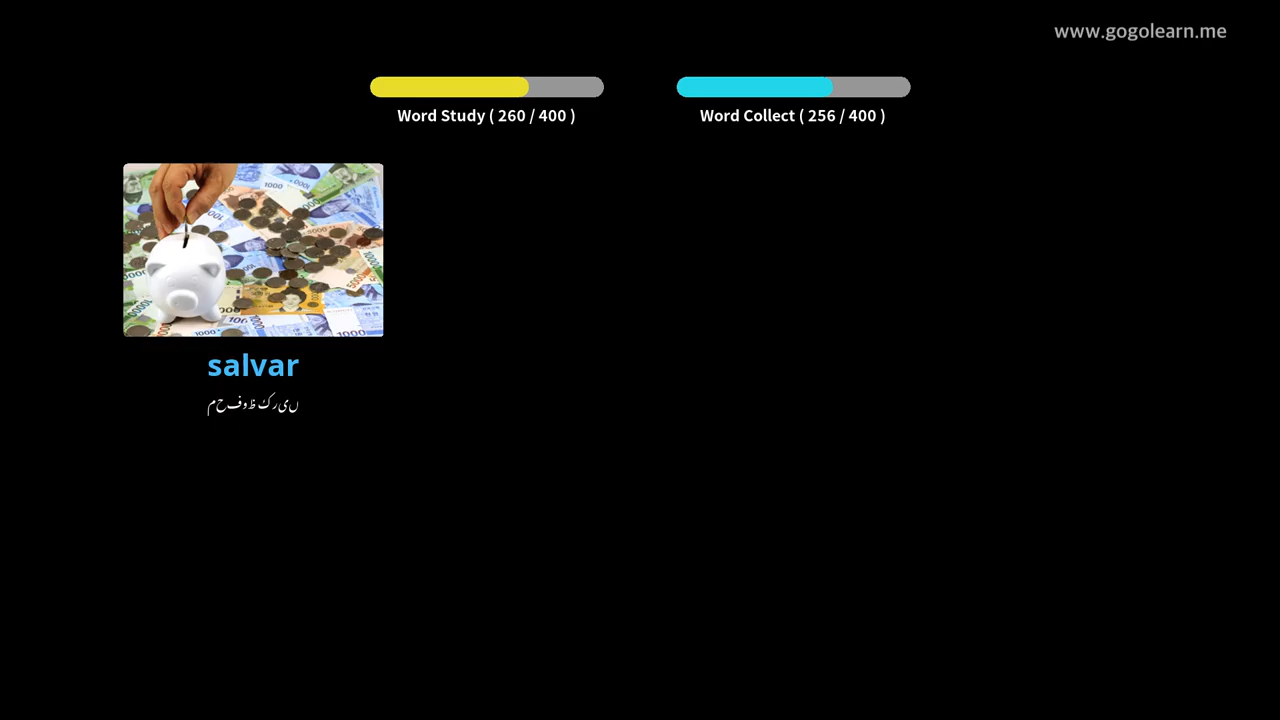 www.gogolearn.me
Word Study ( 260 / 400 )
Word Collect ( 256 / 400 )
salvar
محفوظ کریں